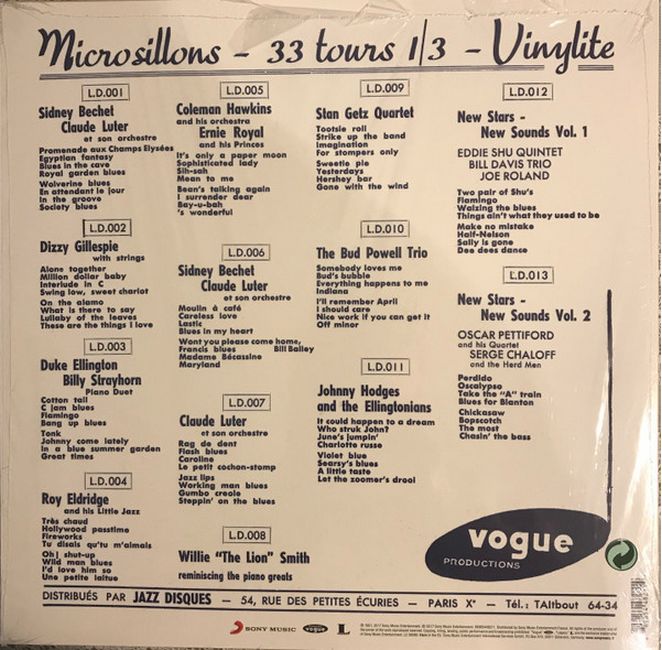 Microsillons - 33 tours 1/3 - Vinylite
L.D.001
Sidney Bechet
Claude Luter
et son orchestre
Promenade aux Champs Elysées
Egyptian fantasy
Blues in the cave
Royal garden blues
Wolverine blues
En attendant le jour
In the groove
Society blues
L.D.002
Dizzy Gillespie
with strings
Alone together
Million dollar baby
Interlude in C
Swing low, sweet chariot
On the alamo
What is there to say
Lullaby of the leaves
These are the things I love
L.D.003
Duke Ellington
Billy Strayhorn
Piano Duet
Cotton tail
C jam blues
Flamingo
Bang up blues
Tonk
Johnny come lately
In a blue summer garden
Great times
L.D.004
Roy Eldridge
and his Little Jazz
Très chaud
Hollywood passtime
Fireworks
Tu disais qu'tu m'aimais
Oh ! shut-up
Wild man blues
I'd love him so
Une petite laitue
L.D.005
Coleman Hawkins
and his orchestra
Ernie Royal
and his Princes
It's only a paper moon
Sophisticated lady
Sih-sah
Mean to me
Bean's talking again
I surrender dear
Bay-u-bah
's wonderful
L.D.006
Sidney Bechet
Claude Luter
et son orchestre
Moulin à café
Careless love
Lastic
Blues in my heart
Wont you please come home,
Francis blues Bill Bailey
Madame Bécassine
Maryland
L.D.007
Claude Luter
et son orchestre
Rag de dent
Flash blues
Caroline
Le petit cochon-stomp
Jazz lips
Working man blues
Gumbo creole
Steppin' on the blues
L.D.008
Willie "The Lion" Smith
reminiscing the piano greals
L.D.009
Stan Getz Quartet
Tootsie roll
Strike up the band
Imagination
For stompers only
Sweetie pie
Yesterdays
Hershey bar
Gone with the wind
L.D.010
The Bud Powell Trio
Somebody loves me
Bud's bubble
Everything happens to me
Indiana
I'll remember April
I should care
Nice work if you can get it
Off minor
L.D.011
Johnny Hodges
and the Ellingtonians
It could happen to a dream
Who struk John?
June's jumpin'
Charlotte russe
Violet blue
Searsy's blues
A little taste
Let the zoomer's drool
L.D.012
New Stars -
New Sounds Vol. 1
EDDIE SHU QUINTET
BILL DAVIS TRIO
JOE ROLAND
Two pair of Shu's
Flamingo
Walzing the blues
Things ain't what they used to be
Make no mistake
Half-Nelson
Sally is gone
Dee dees dance
L.D.013
New Stars -
New Sounds Vol. 2
OSCAR PETTIFORD
and his Quartet
SERGE CHALOFF
and the Herd Men
Perdido
Oscalypso
Take the "A" train
Blues for Blanton
Chickasaw
Bopscotch
The most
Chasin' the bass
vogue
PRODUCTIONS
DISTRIBUÉS PAR JAZZ DISQUES - 54, RUE DES PETITES ÉCURIES - PARIS Xe - Tél.: TAItbout 64-34
SONY MUSIC vogue L